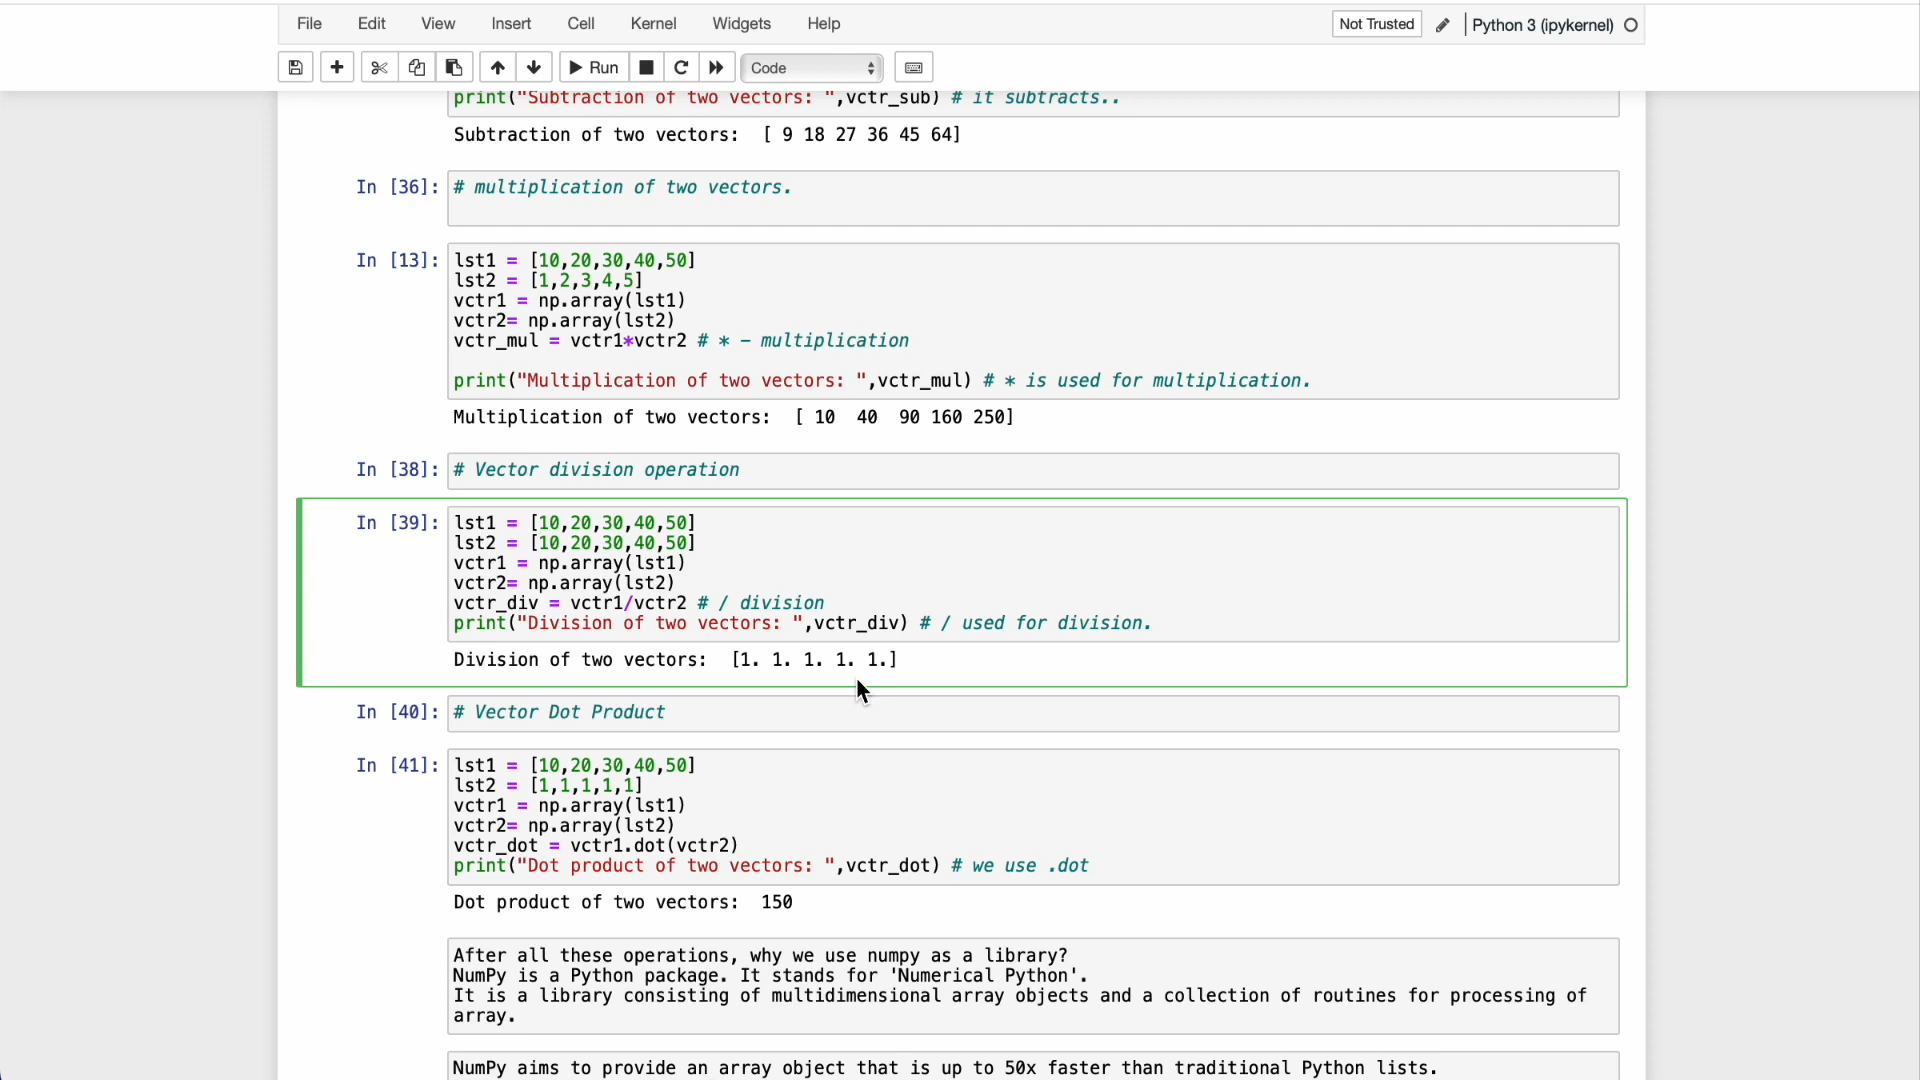 File Edit View Insert Cell Kernel Widgets Help Not Trusted Python 3 (ipykernel)
Run Code
print("Subtraction of two vectors: ",vctr_sub) # it subtracts..
Subtraction of two vectors:  [ 9 18 27 36 45 64]
In [36]: # multiplication of two vectors.
In [13]: lst1 = [10,20,30,40,50]
lst2 = [1,2,3,4,5]
vctr1 = np.array(lst1)
vctr2= np.array(lst2)
vctr_mul = vctr1*vctr2 # * - multiplication
print("Multiplication of two vectors: ",vctr_mul) # * is used for multiplication.
Multiplication of two vectors:  [ 10  40  90 160 250]
In [38]: # Vector division operation
In [39]: lst1 = [10,20,30,40,50]
lst2 = [10,20,30,40,50]
vctr1 = np.array(lst1)
vctr2= np.array(lst2)
vctr_div = vctr1/vctr2 # / division
print("Division of two vectors: ",vctr_div) # / used for division.
Division of two vectors:  [1. 1. 1. 1. 1.]
In [40]: # Vector Dot Product
In [41]: lst1 = [10,20,30,40,50]
lst2 = [1,1,1,1,1]
vctr1 = np.array(lst1)
vctr2= np.array(lst2)
vctr_dot = vctr1.dot(vctr2)
print("Dot product of two vectors: ",vctr_dot) # we use .dot
Dot product of two vectors:  150
After all these operations, why we use numpy as a library?
NumPy is a Python package. It stands for 'Numerical Python'.
It is a library consisting of multidimensional array objects and a collection of routines for processing of
array.
NumPy aims to provide an array object that is up to 50x faster than traditional Python lists.